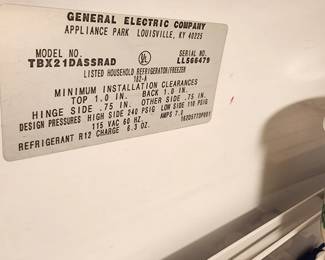 GENERAL ELECTRIC COMPANY
APPLIANCE PARK LOUISVILLE, KY 40225
MODEL NO. SERIAL NO.
TBX21DASSRAD UL LL566479
LISTED HOUSEHOLD REFRIGERATOR/FREEZER
182-A
MINIMUM INSTALLATION CLEARANCES
TOP 1.0 IN. BACK 1.0 IN.
HINGE SIDE .75 IN. OTHER SIDE .75 IN.
DESIGN PRESSURES HIGH SIDE 240 PSIG LOW SIDE 110 PSIG
115 VAC 60 HZ. AMPS 7.1
REFRIGERANT R12 CHARGE 6.3 OZ.